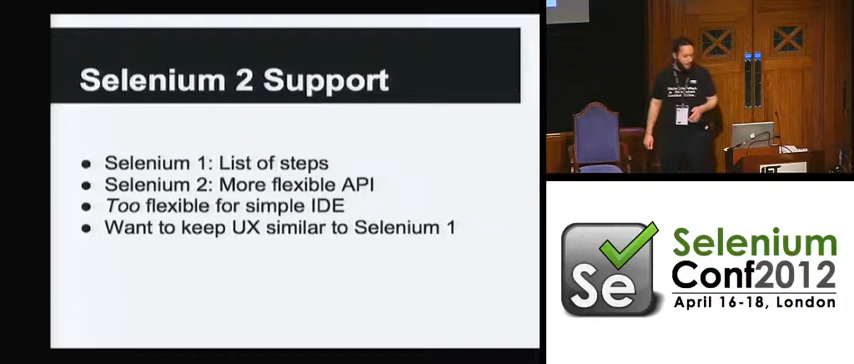 Selenium 2 Support
● Selenium 1: List of steps
● Selenium 2: More flexible API
● Too flexible for simple IDE
● Want to keep UX similar to Selenium 1
IET
Se
Selenium
Conf2012
April 16-18, London